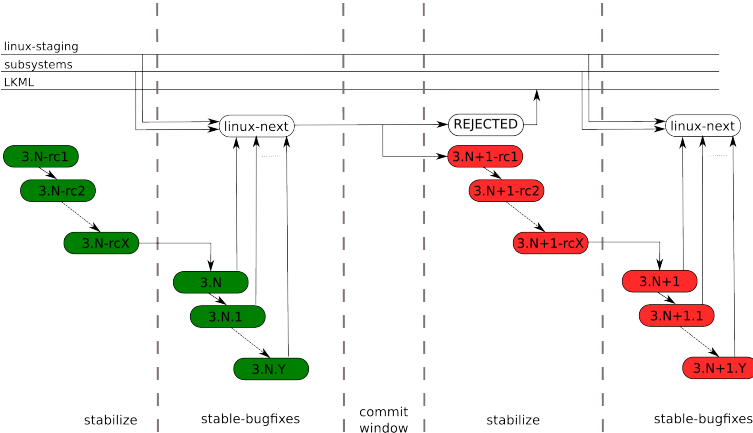 linux-staging
subsystems
LKML
linux-next
REJECTED
linux-next
3.N-rc1
3.N+1-rc1
3.N-rc2
3.N+1-rc2
3.N-rcX
3.N+1-rcX
3.N
3.N+1
3.N.1
3.N+1.1
3.N.Y
3.N+1.Y
stabilize
stable-bugfixes
commit
window
stabilize
stable-bugfixes